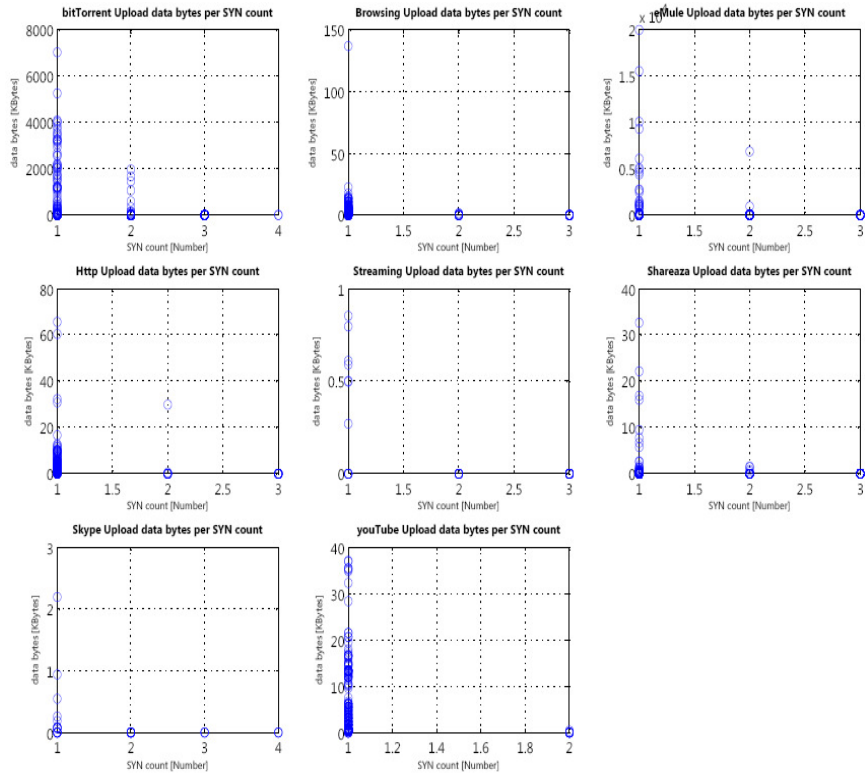 bitTorrent Upload data bytes per SYN count
8000
6000
4000
2000
0
data bytes [KBytes]
1 2 3 4
SYN count [Number]
Browsing Upload data bytes per SYN count
150
100
50
0
data bytes [KBytes]
1 1.5 2 2.5 3
SYN count [Number]
eMule Upload data bytes per SYN count
x 10^4
2
1.5
1
0.5
0
data bytes [KBytes]
1 1.5 2 2.5 3
SYN count [Number]
Http Upload data bytes per SYN count
80
60
40
20
0
data bytes [KBytes]
1 1.5 2 2.5 3
SYN count [Number]
Streaming Upload data bytes per SYN count
1
0.5
0
data bytes [KBytes]
1 1.5 2 2.5 3
SYN count [Number]
Shareaza Upload data bytes per SYN count
40
30
20
10
0
data bytes [KBytes]
1 1.5 2 2.5 3
SYN count [Number]
Skype Upload data bytes per SYN count
3
2
1
0
data bytes [KBytes]
1 2 3 4
SYN count [Number]
youTube Upload data bytes per SYN count
40
30
20
10
0
data bytes [KBytes]
1 1.2 1.4 1.6 1.8 2
SYN count [Number]